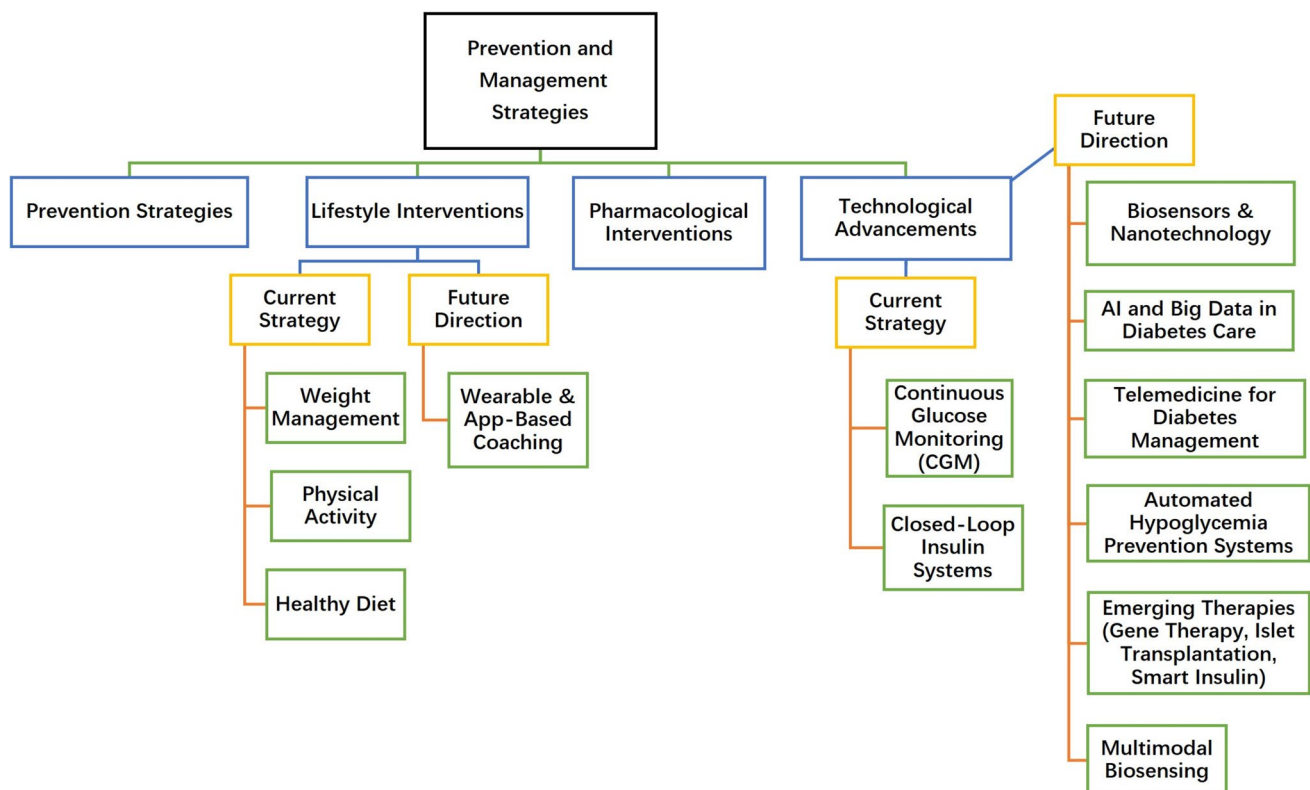 Prevention and
Management
Strategies
Prevention Strategies
Lifestyle Interventions
Pharmacological
Interventions
Technological
Advancements
Future
Direction
Current
Strategy
Weight
Management
Physical
Activity
Healthy Diet
Future
Direction
Wearable &
App-Based
Coaching
Current
Strategy
Continuous
Glucose
Monitoring
(CGM)
Closed-Loop
Insulin
Systems
Biosensors &
Nanotechnology
AI and Big Data in
Diabetes Care
Telemedicine for
Diabetes
Management
Automated
Hypoglycemia
Prevention Systems
Emerging Therapies
(Gene Therapy, Islet
Transplantation,
Smart Insulin)
Multimodal
Biosensing